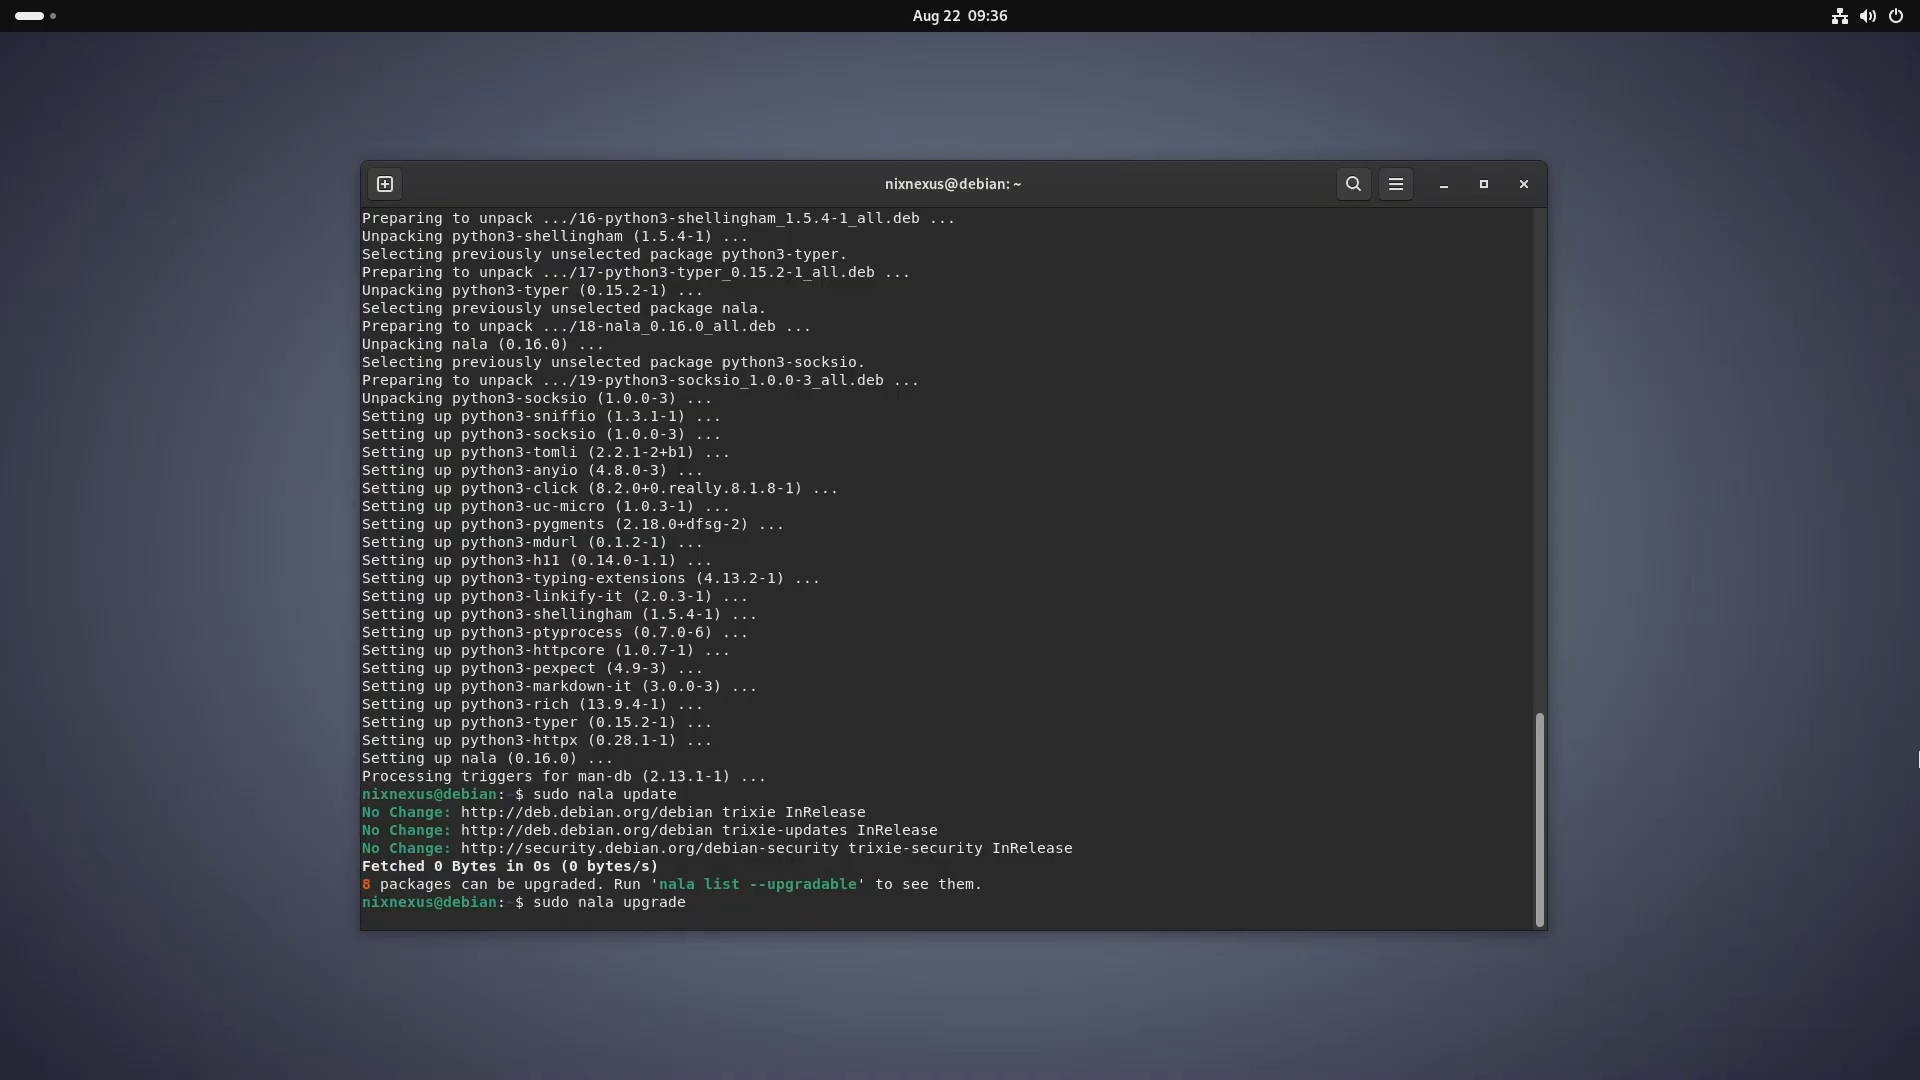 Aug 22 09:36
nixnexus@debian: ~
Preparing to unpack .../16-python3-shellingham_1.5.4-1_all.deb ...
Unpacking python3-shellingham (1.5.4-1) ...
Selecting previously unselected package python3-typer.
Preparing to unpack .../17-python3-typer_0.15.2-1_all.deb ...
Unpacking python3-typer (0.15.2-1) ...
Selecting previously unselected package nala.
Preparing to unpack .../18-nala_0.16.0_all.deb ...
Unpacking nala (0.16.0) ...
Selecting previously unselected package python3-socksio.
Preparing to unpack .../19-python3-socksio_1.0.0-3_all.deb ...
Unpacking python3-socksio (1.0.0-3) ...
Setting up python3-sniffio (1.3.1-1) ...
Setting up python3-socksio (1.0.0-3) ...
Setting up python3-tomli (2.2.1-2+b1) ...
Setting up python3-anyio (4.8.0-3) ...
Setting up python3-click (8.2.0+0.really.8.1.8-1) ...
Setting up python3-uc-micro (1.0.3-1) ...
Setting up python3-pygments (2.18.0+dfsg-2) ...
Setting up python3-mdurl (0.1.2-1) ...
Setting up python3-h11 (0.14.0-1.1) ...
Setting up python3-typing-extensions (4.13.2-1) ...
Setting up python3-linkify-it (2.0.3-1) ...
Setting up python3-shellingham (1.5.4-1) ...
Setting up python3-ptyprocess (0.7.0-6) ...
Setting up python3-httpcore (1.0.7-1) ...
Setting up python3-pexpect (4.9-3) ...
Setting up python3-markdown-it (3.0.0-3) ...
Setting up python3-rich (13.9.4-1) ...
Setting up python3-typer (0.15.2-1) ...
Setting up python3-httpx (0.28.1-1) ...
Setting up nala (0.16.0) ...
Processing triggers for man-db (2.13.1-1) ...
nixnexus@debian:~$ sudo nala update
No Change: http://deb.debian.org/debian trixie InRelease
No Change: http://deb.debian.org/debian trixie-updates InRelease
No Change: http://security.debian.org/debian-security trixie-security InRelease
Fetched 0 Bytes in 0s (0 bytes/s)
8 packages can be upgraded. Run 'nala list --upgradable' to see them.
nixnexus@debian:~$ sudo nala upgrade